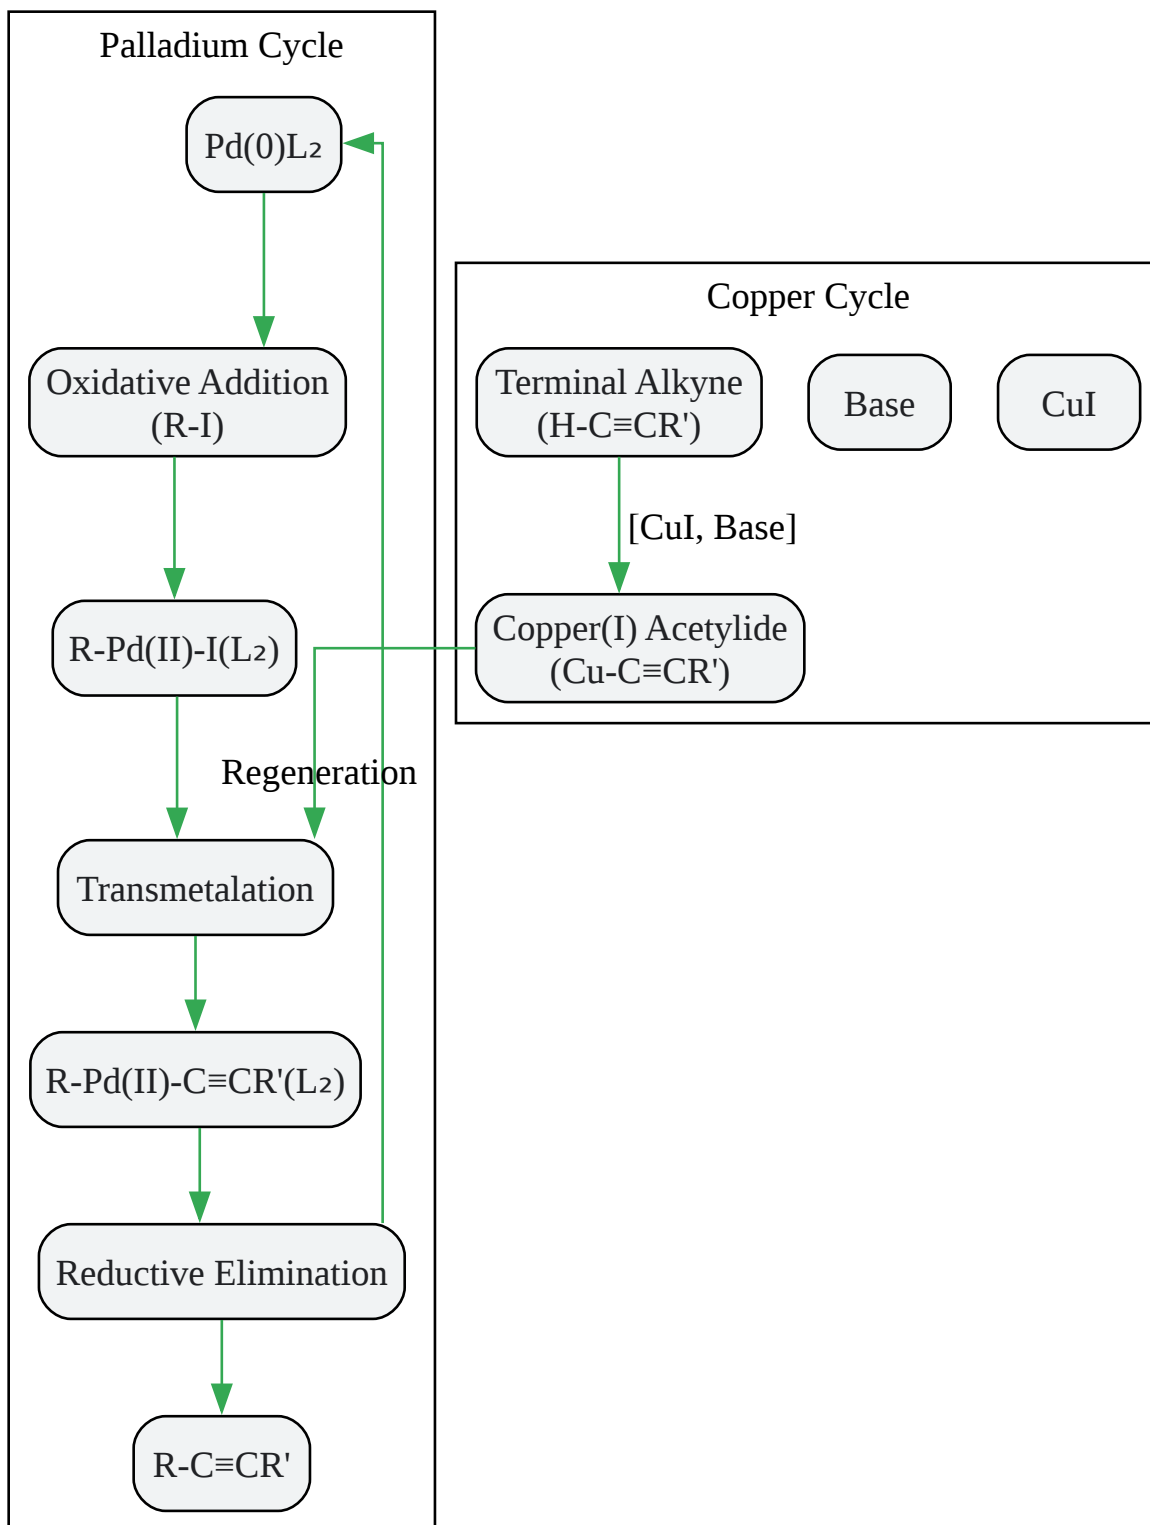 Palladium Cycle
Pd(0)L₂
Oxidative Addition
(R-I)
R-Pd(II)-I(L₂)
Regeneration
Transmetalation
R-Pd(II)-C≡CR'(L₂)
Reductive Elimination
R-C≡CR'
Copper Cycle
Terminal Alkyne
(H-C≡CR')
Base
CuI
[CuI, Base]
Copper(I) Acetylide
(Cu-C≡CR')